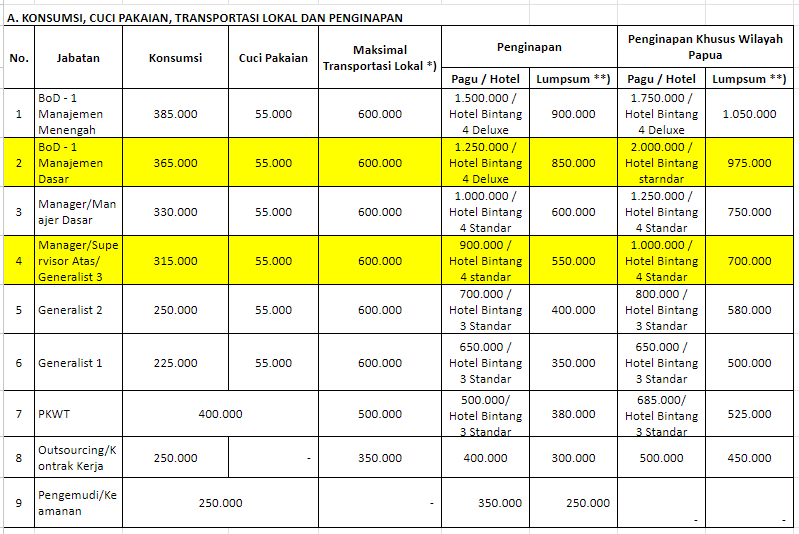 A. KONSUMSI, CUCI PAKAIAN, TRANSPORTASI LOKAL DAN PENGINAPAN
No. Jabatan Konsumsi Cuci Pakaian Maksimal Transportasi Lokal *) Penginapan Penginapan Khusus Wilayah Papua
Pagu / Hotel Lumpsum **) Pagu / Hotel Lumpsum **)
1 BoD - 1 Manajemen Menengah 385.000 55.000 600.000 1.500.000 / Hotel Bintang 4 Deluxe 900.000 1.750.000 / Hotel Bintang 4 Deluxe 1.050.000
2 BoD - 1 Manajemen Dasar 365.000 55.000 600.000 1.250.000 / Hotel Bintang 4 Deluxe 850.000 2.000.000 / Hotel Bintang starndar 975.000
3 Manager/Manajer Dasar 330.000 55.000 600.000 1.000.000 / Hotel Bintang 4 Standar 600.000 1.250.000 / Hotel Bintang 4 Standar 750.000
4 Manager/Supervisor Atas/ Generalist 3 315.000 55.000 600.000 900.000 / Hotel Bintang 4 standar 550.000 1.000.000 / Hotel Bintang 4 Standar 700.000
5 Generalist 2 250.000 55.000 600.000 700.000 / Hotel Bintang 3 Standar 400.000 800.000 / Hotel Bintang 3 Standar 580.000
6 Generalist 1 225.000 55.000 600.000 650.000 / Hotel Bintang 3 Standar 350.000 650.000 / Hotel Bintang 3 Standar 500.000
7 PKWT 400.000 500.000 500.000/ Hotel Bintang 3 Standar 380.000 685.000/ Hotel Bintang 3 Standar 525.000
8 Outsourcing/Kontrak Kerja 250.000 - 350.000 400.000 300.000 500.000 450.000
9 Pengemudi/Keamanan 250.000 - 350.000 250.000 - -